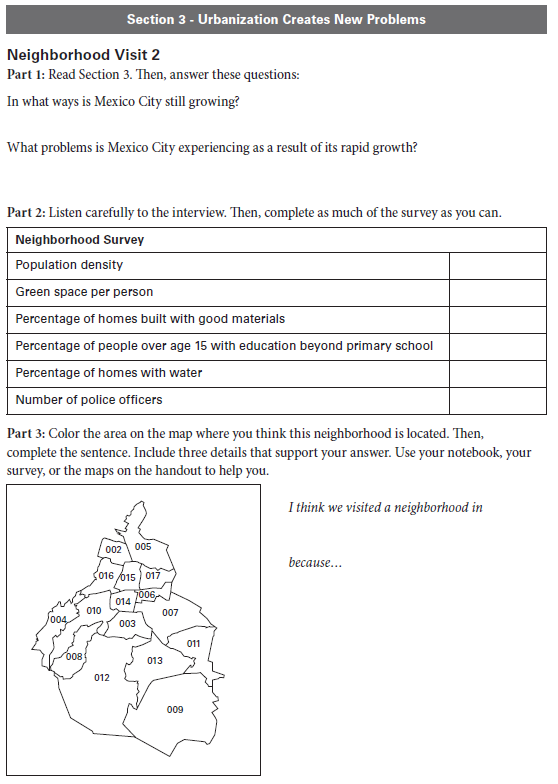 Section 3 - Urbanization Creates New Problems
Neighborhood Visit 2
Part 1: Read Section 3. Then, answer these questions:
In what ways is Mexico City still growing?
What problems is Mexico City experiencing as a result of its rapid growth?
Part 2: Listen carefully to the interview. Then, complete as much of the survey as you can.
Neighborhood Survey
Population density
Green space per person
Percentage of homes built with good materials
Percentage of people over age 15 with education beyond primary school
Percentage of homes with water
Number of police officers
Part 3: Color the area on the map where you think this neighborhood is located. Then,
complete the sentence. Include three details that support your answer. Use your notebook, your
survey, or the maps on the handout to help you.
I think we visited a neighborhood in
because…
002
005
016
015
017
006
014
010
007
004
003
011
008
013
012
009